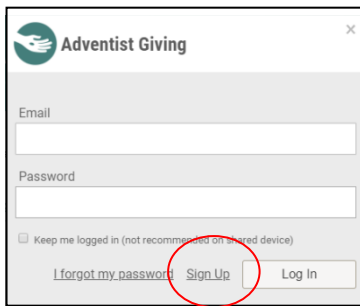 ×
Adventist Giving
Email
Password
Keep me logged in (not recommended on shared device)
I forgot my password Sign Up Log In